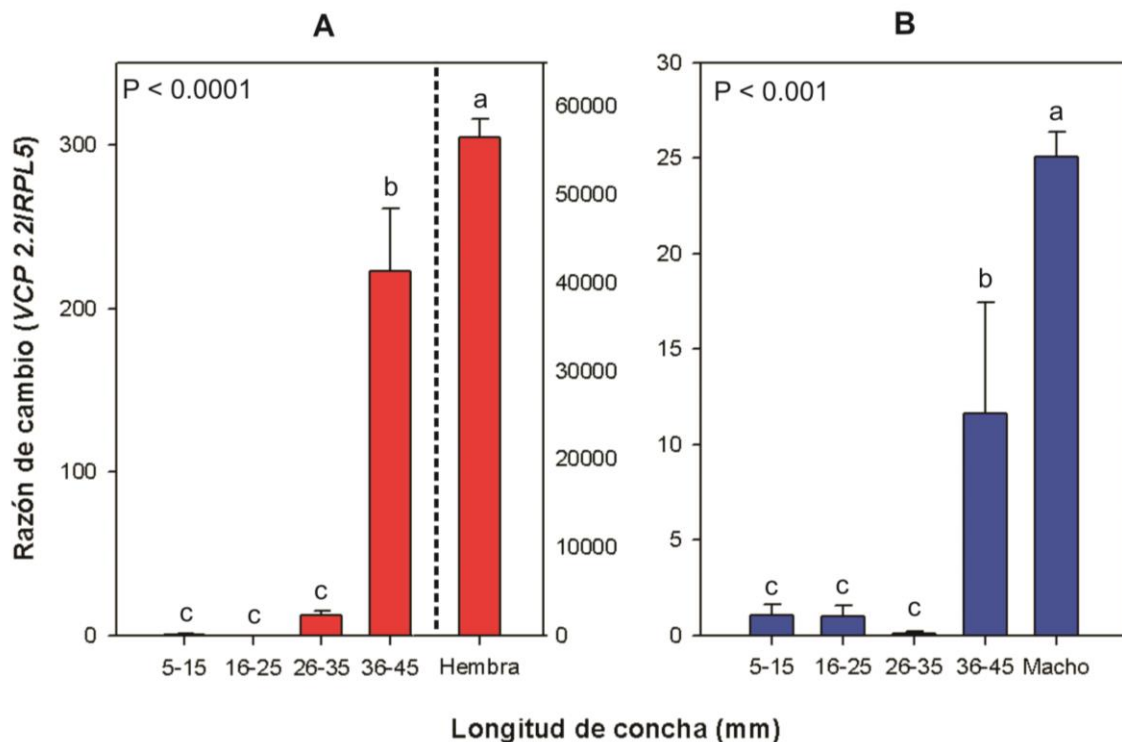 A
B
P < 0.0001
P < 0.001
Razón de cambio (VCP 2.2/RPL5)
300
200
100
0
c
c
c
b
a
60000
50000
40000
30000
20000
10000
0
5-15
16-25
26-35
36-45
Hembra
30
25
20
15
10
5
0
c
c
c
b
a
5-15
16-25
26-35
36-45
Macho
Longitud de concha (mm)